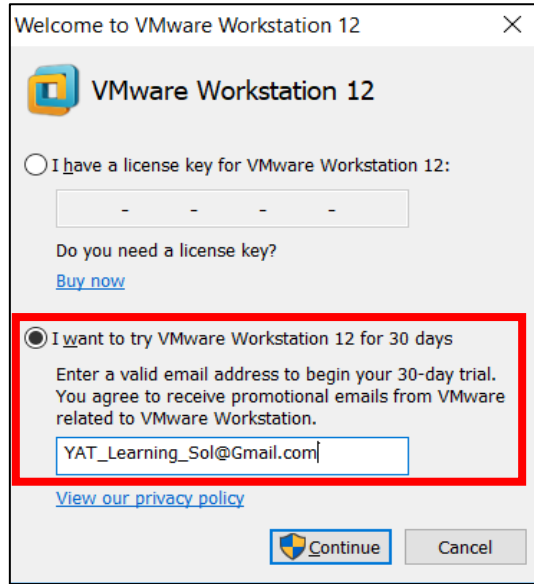 Welcome to VMware Workstation 12
VMware Workstation 12
I have a license key for VMware Workstation 12:
- - - -
Do you need a license key?
Buy now
I want to try VMware Workstation 12 for 30 days
Enter a valid email address to begin your 30-day trial.
You agree to receive promotional emails from VMware
related to VMware Workstation.
YAT_Learning_Sol@Gmail.com
View our privacy policy
Continue Cancel